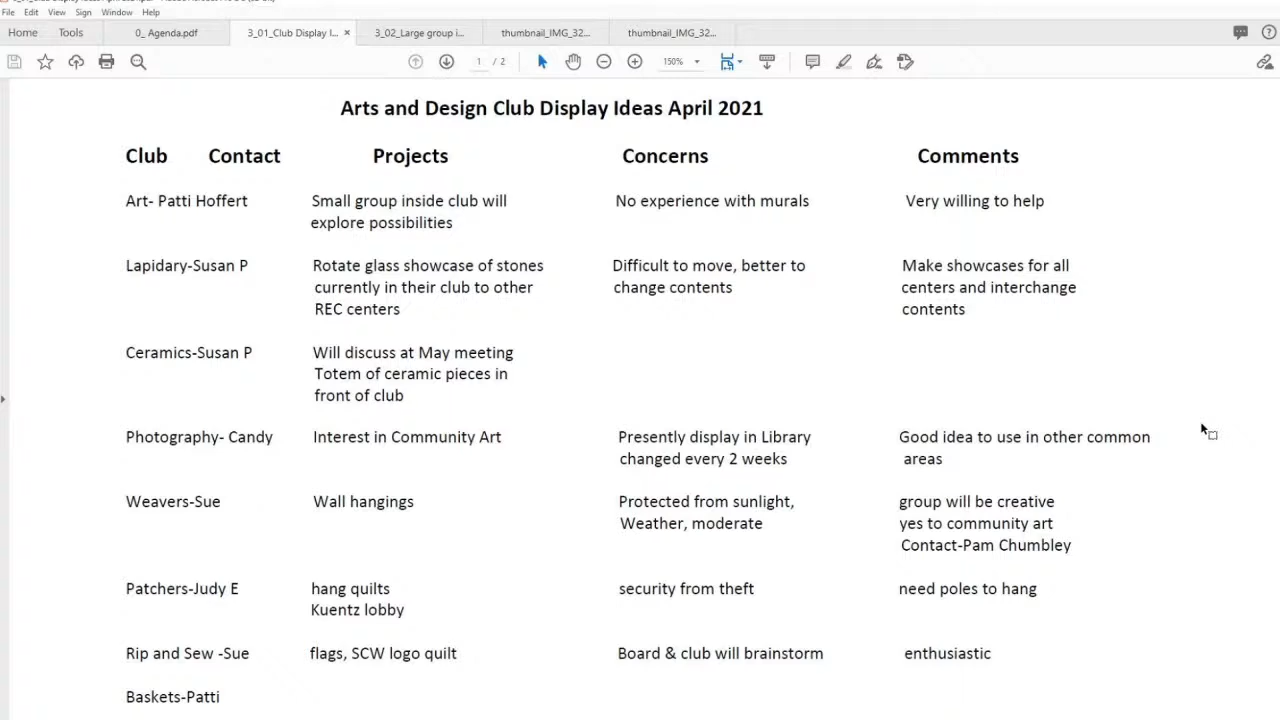 File Edit View Sign Window Help
Home Tools 0_ Agenda.pdf 3_01_Club Display I... × 3_02_Large group i... thumbnail_IMG_32... thumbnail_IMG_32...
1 / 2 150%
Arts and Design Club Display Ideas April 2021
Club Contact Projects Concerns Comments
Art- Patti Hoffert Small group inside club will No experience with murals Very willing to help
explore possibilities
Lapidary-Susan P Rotate glass showcase of stones Difficult to move, better to Make showcases for all
currently in their club to other change contents centers and interchange
REC centers contents
Ceramics-Susan P Will discuss at May meeting
Totem of ceramic pieces in
front of club
Photography- Candy Interest in Community Art Presently display in Library Good idea to use in other common
changed every 2 weeks areas
Weavers-Sue Wall hangings Protected from sunlight, group will be creative
Weather, moderate yes to community art
Contact-Pam Chumbley
Patchers-Judy E hang quilts security from theft need poles to hang
Kuentz lobby
Rip and Sew -Sue flags, SCW logo quilt Board & club will brainstorm enthusiastic
Baskets-Patti